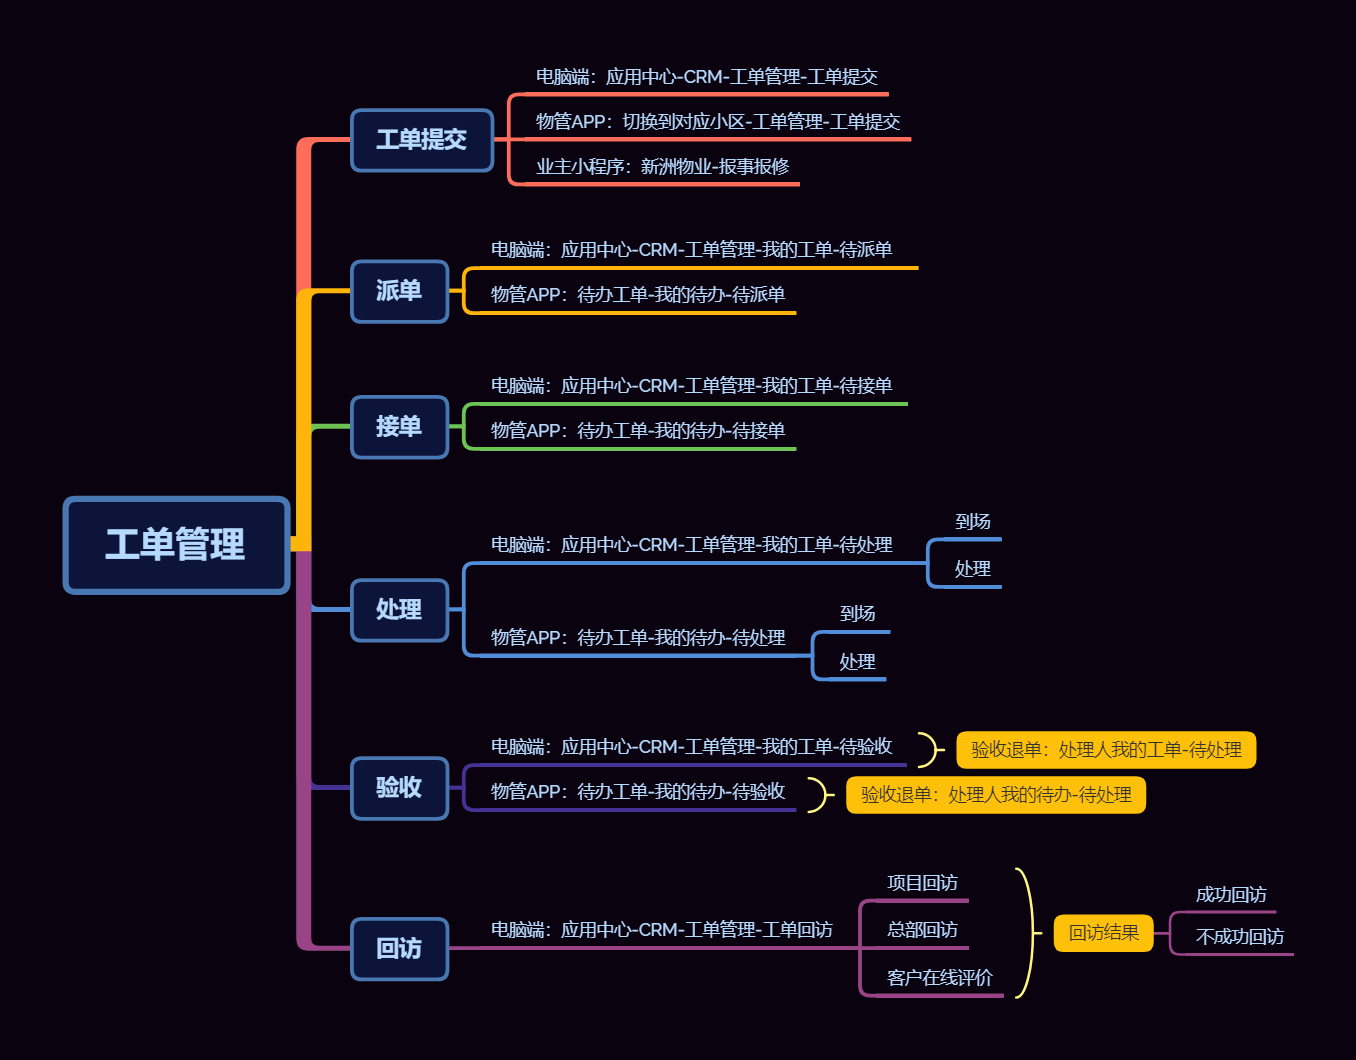 工单管理
工单提交
电脑端：应用中心-CRM-工单管理-工单提交
物管APP：切换到对应小区-工单管理-工单提交
业主小程序：新洲物业-报事报修
派单
电脑端：应用中心-CRM-工单管理-我的工单-待派单
物管APP：待办工单-我的待办-待派单
接单
电脑端：应用中心-CRM-工单管理-我的工单-待接单
物管APP：待办工单-我的待办-待接单
处理
电脑端：应用中心-CRM-工单管理-我的工单-待处理
到场
处理
物管APP：待办工单-我的待办-待处理
到场
处理
验收
电脑端：应用中心-CRM-工单管理-我的工单-待验收
验收退单：处理人我的工单-待处理
物管APP：待办工单-我的待办-待验收
验收退单：处理人我的待办-待处理
回访
电脑端：应用中心-CRM-工单管理-工单回访
项目回访
总部回访
客户在线评价
回访结果
成功回访
不成功回访